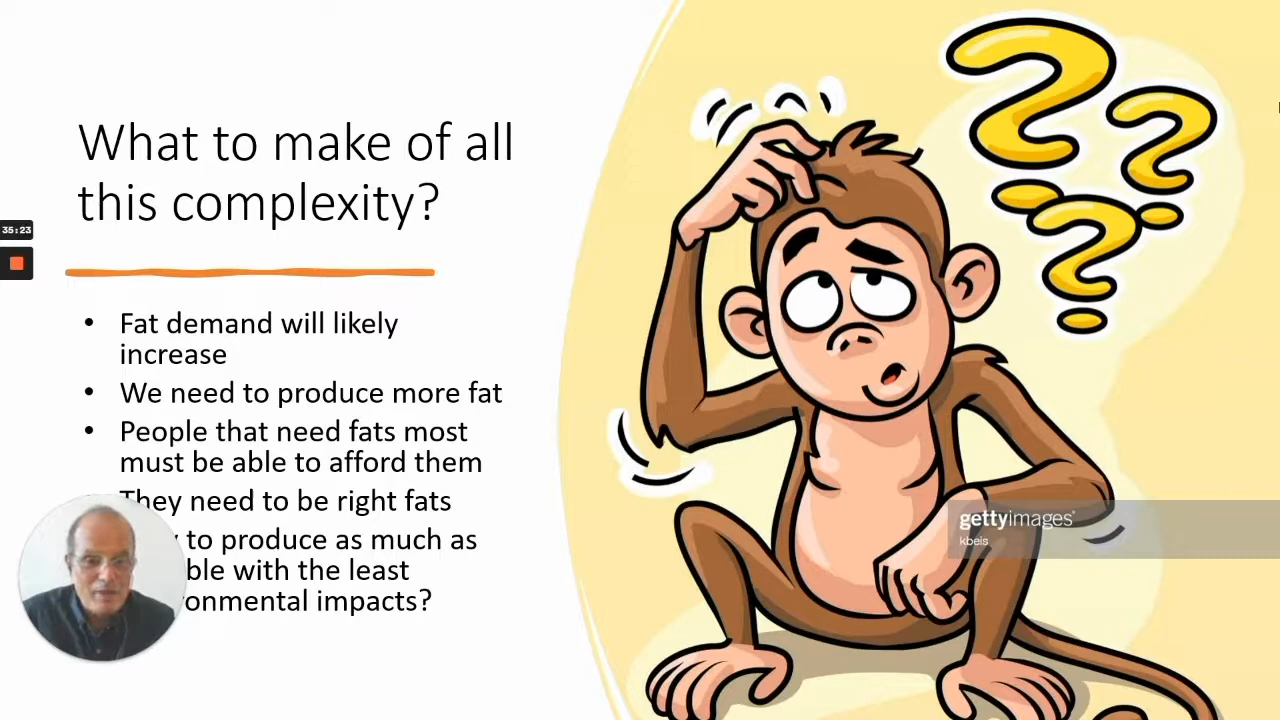 What to make of all
this complexity?
35:23
• Fat demand will likely
increase
• We need to produce more fat
• People that need fats most
must be able to afford them
They need to be right fats
to produce as much as
with the least
impacts?
gettyimages
kbeis